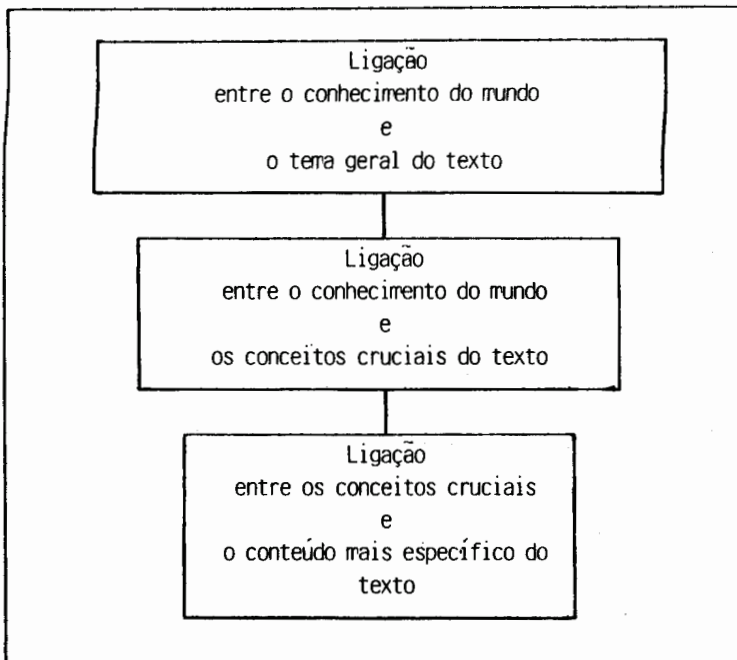 Ligação
entre o conhecimento do mundo
e
o tema geral do texto
Ligação
entre o conhecimento do mundo
e
os conceitos cruciais do texto
Ligação
entre os conceitos cruciais
e
o conteúdo mais específico do
texto